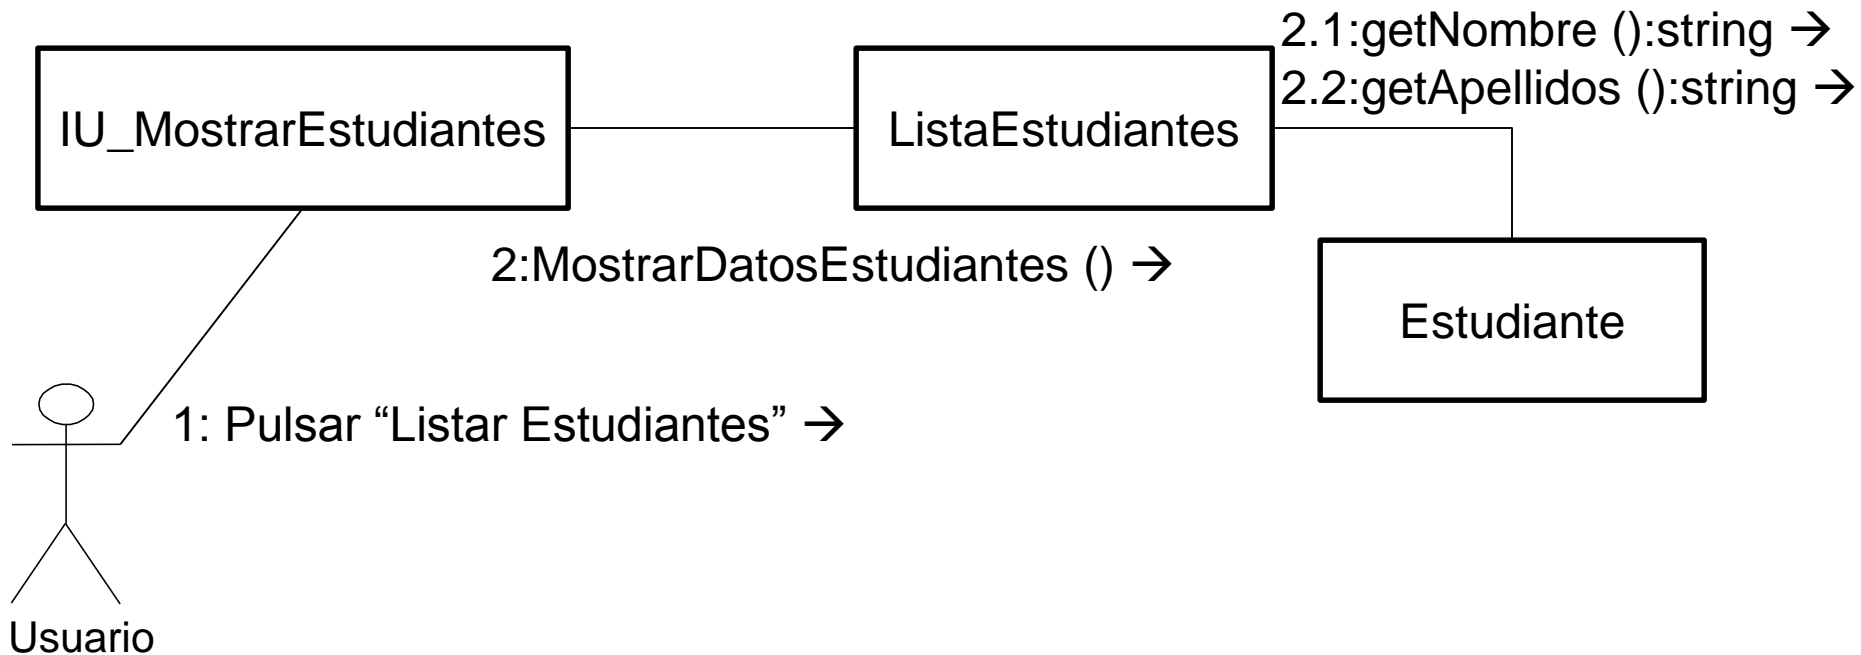 2.1:getNombre ():string →
2.2:getApellidos ():string →
IU_MostrarEstudiantes
ListaEstudiantes
2:MostrarDatosEstudiantes () →
Estudiante
1: Pulsar “Listar Estudiantes” →
Usuario